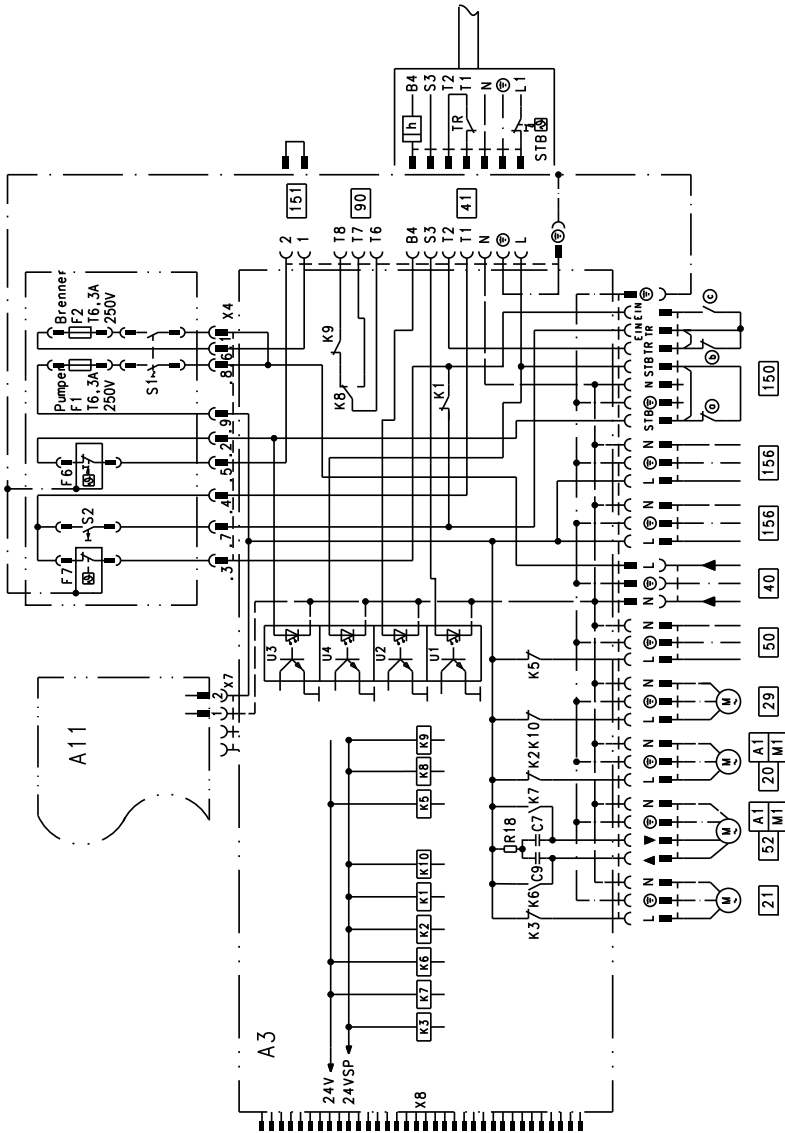 B4
S3
T2
T1
N
L1
h
TR
STB
151
90
41
2
1
T8
T7
T6
B4
S3
T2
T1
N
L
Brenner
F2
T6,3A
250V
Pumpen
F1
T6,3A
250V
S1
X4
F6
S2
F7
.3 .7 .4 .5 .2 .9 .8 6 1
K9
K8
K1
A11
X7
1 2
U3
U4
U2
U1
K9
K8
K5
K10
K1
K2
K6
K7
K3
A3
24V
24VSP
X8
K5
K10
K2
K7
C7
R18
C9
K6
K3
EIN
EIN
TR
TR
STB
N
STB
a
b
c
150
N
L
156
N
L
156
L
N
40
N
L
50
N
L
M~
29
N
L
M~
20
A1
M1
N
M~
52
A1
M1
N
L
M~
21